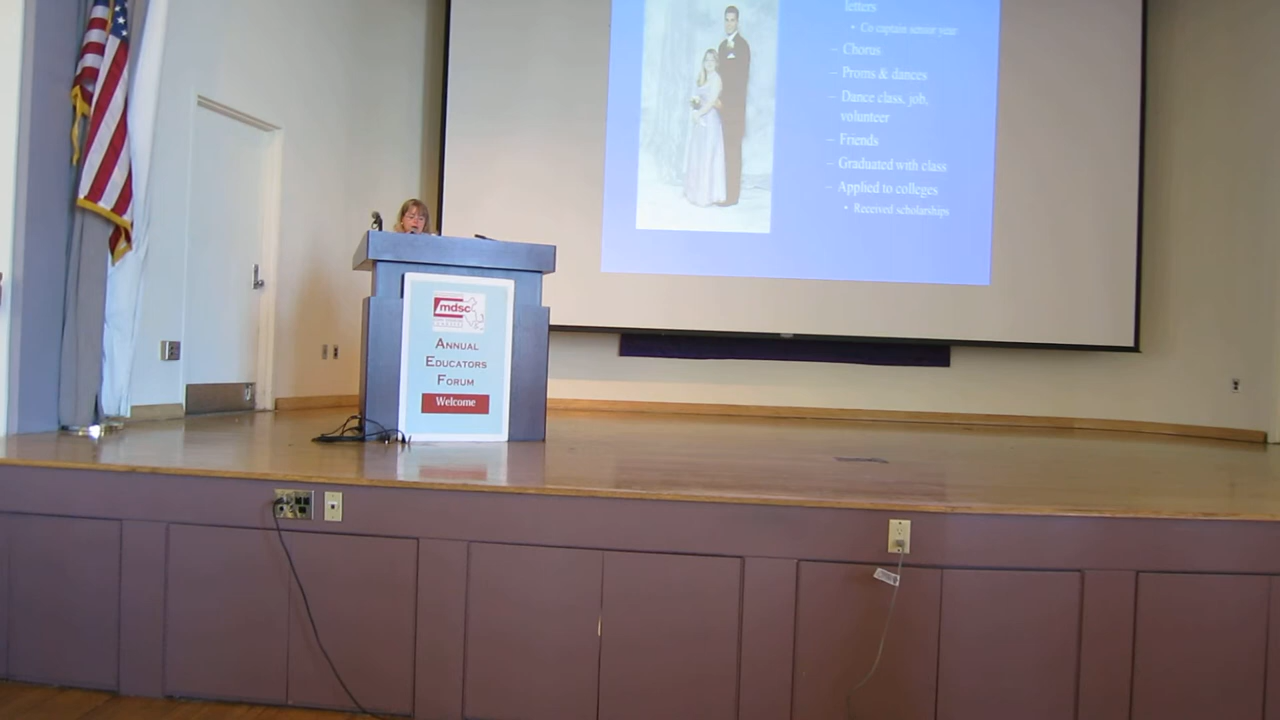 letters
• Co captain senior year
– Chorus
– Proms & dances
– Dance class, job,
volunteer
– Friends
– Graduated with class
– Applied to colleges
• Received scholarships
mdsc
ANNUAL
EDUCATORS
FORUM
Welcome